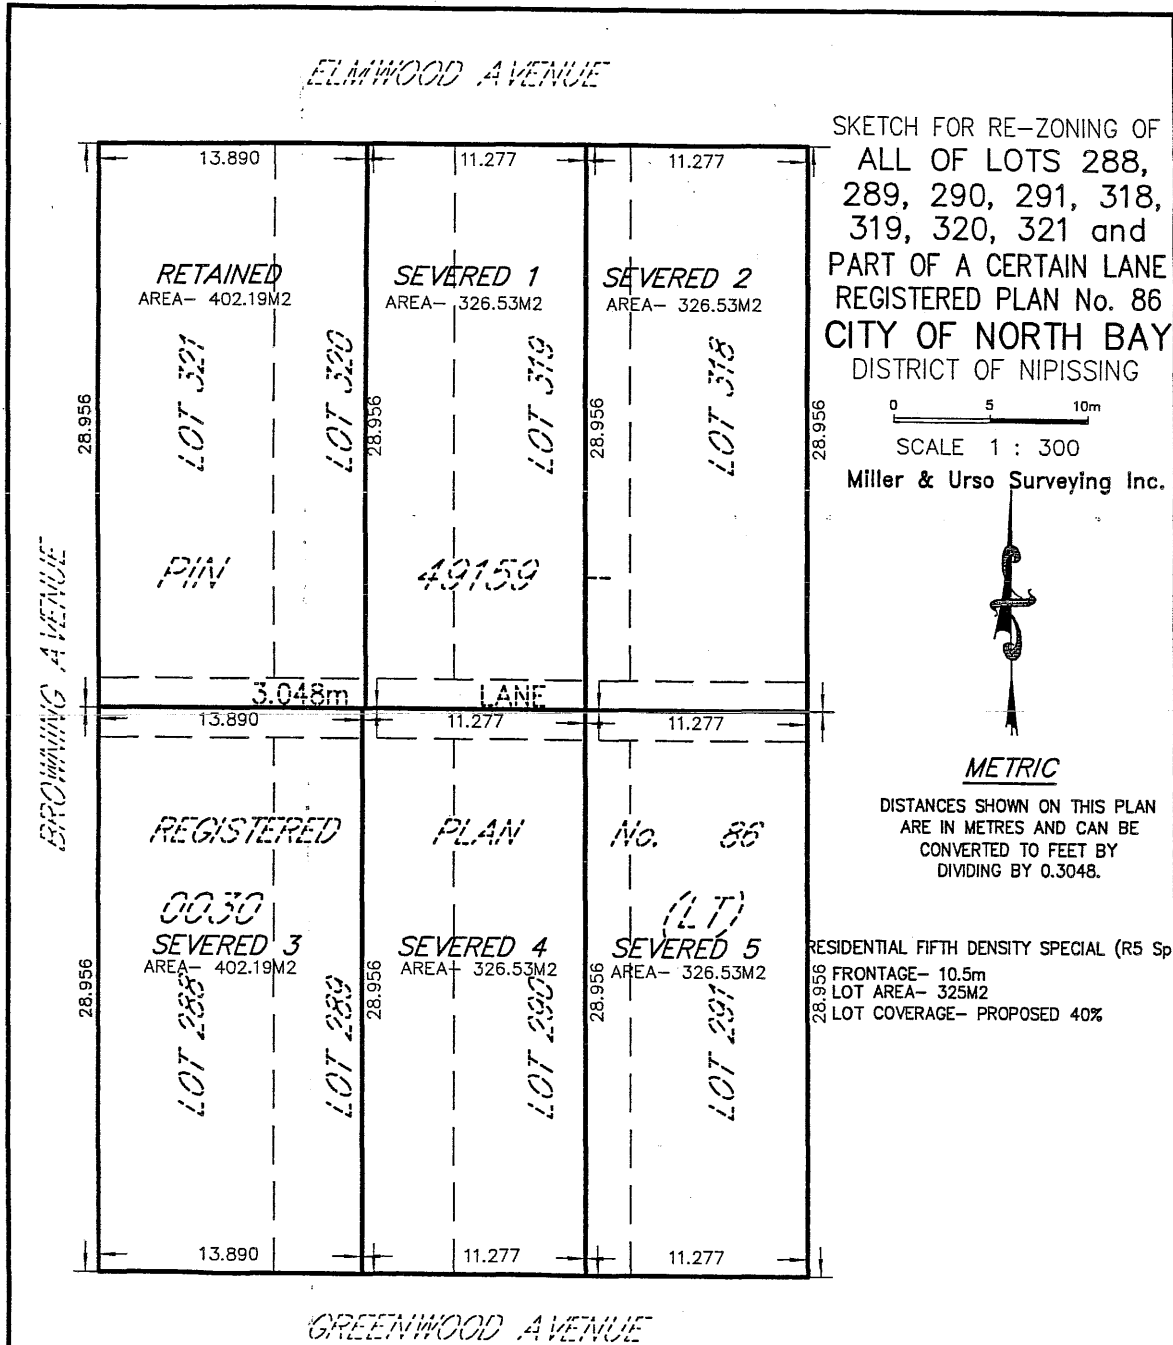 ELMWOOD AVENUE
SKETCH FOR RE-ZONING OF
ALL OF LOTS 288,
289, 290, 291, 318,
319, 320, 321 and
PART OF A CERTAIN LANE
REGISTERED PLAN No. 86
CITY OF NORTH BAY
DISTRICT OF NIPISSING
0 5 10m
SCALE 1 : 300
Miller & Urso Surveying Inc.
13.890 11.277 11.277
RETAINED
AREA- 402.19M2
SEVERED 1
AREA- 326.53M2
SEVERED 2
AREA- 326.53M2
LOT 321
LOT 320
LOT 319
LOT 318
28.956
28.956
28.956
28.956
PIN 49159 -
BROWNING AVENUE
3.048m LANE
13.890 11.277 11.277
METRIC
DISTANCES SHOWN ON THIS PLAN
ARE IN METRES AND CAN BE
CONVERTED TO FEET BY
DIVIDING BY 0.3048.
REGISTERED PLAN No. 86
0030 (LT)
SEVERED 3
AREA- 402.19M2
SEVERED 4
AREA- 326.53M2
SEVERED 5
AREA- 326.53M2
LOT 288
LOT 289
LOT 290
LOT 291
28.956
28.956
28.956
28.956
RESIDENTIAL FIFTH DENSITY SPECIAL (R5 Sp
FRONTAGE- 10.5m
LOT AREA- 325M2
LOT COVERAGE- PROPOSED 40%
13.890 11.277 11.277
GREENWOOD AVENUE